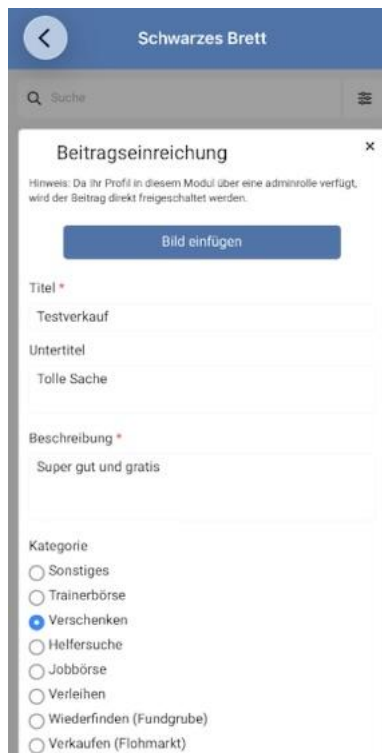 Schwarzes Brett
Suche
Beitragseinreichung
×
Hinweis: Da Ihr Profil in diesem Modul über eine adminrolle verfügt,
wird der Beitrag direkt freigeschaltet werden.
Bild einfügen
Titel *
Testverkauf
Untertitel
Tolle Sache
Beschreibung *
Super gut und gratis
Kategorie
Sonstiges
Trainerbörse
Verschenken
Helfersuche
Jobbörse
Verleihen
Wiederfinden (Fundgrube)
Verkaufen (Flohmarkt)